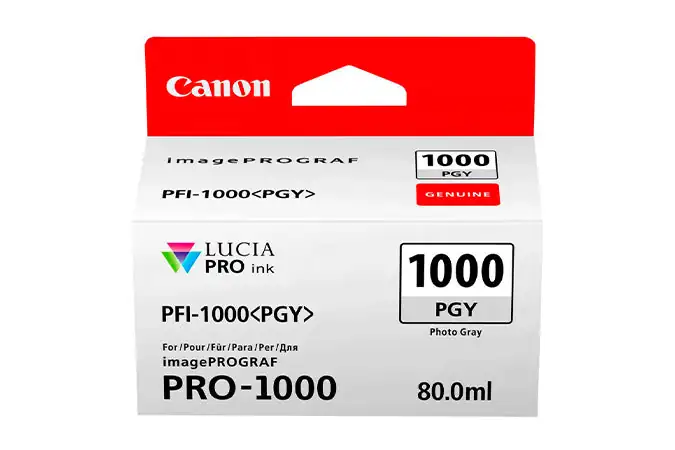 Canon
imagePROGRAF
1000
PGY
PFI-1000<PGY>
GENUINE
LUCIA
PRO ink
1000
PGY
Photo Gray
PFI-1000<PGY>
For/Pour/Für/Para/Per/Для
imagePROGRAF
PRO-1000
80.0ml